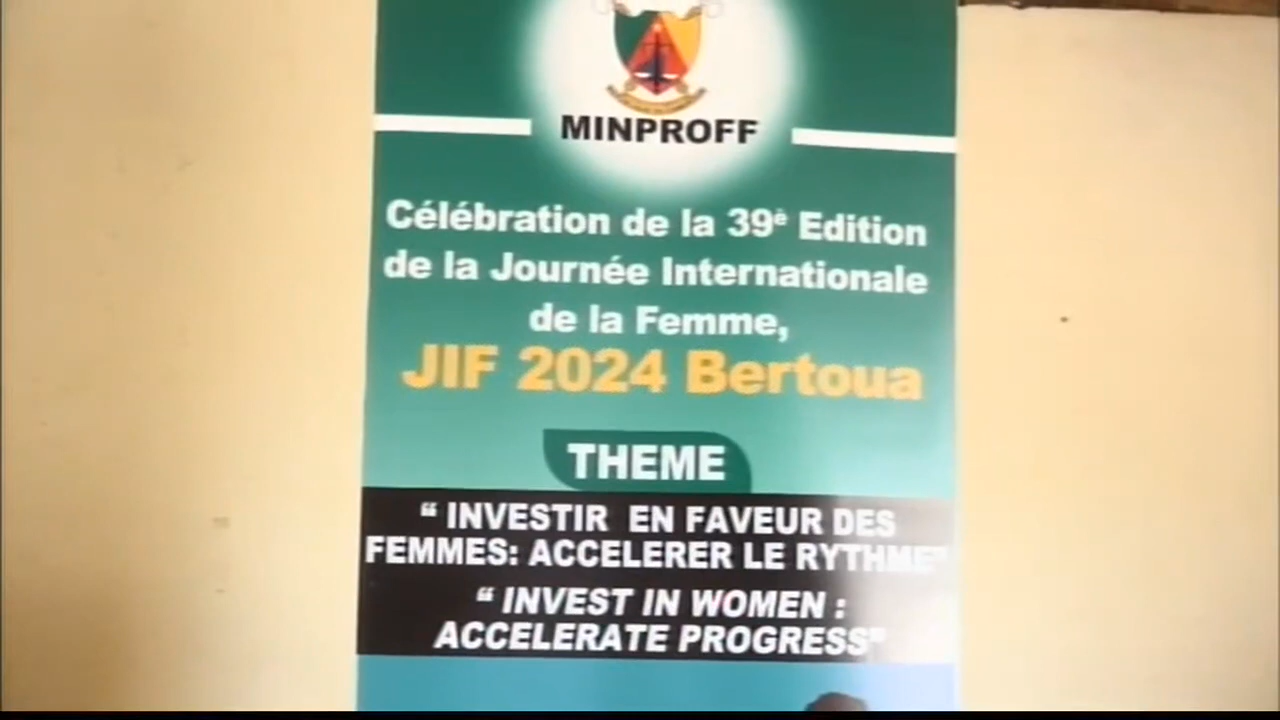 MINPROFF
Célébration de la 39è Edition
de la Journée Internationale
de la Femme,
JIF 2024 Bertoua
THEME
“ INVESTIR EN FAVEUR DES
FEMMES: ACCELERER LE RYTHME”
“ INVEST IN WOMEN :
ACCELERATE PROGRESS”